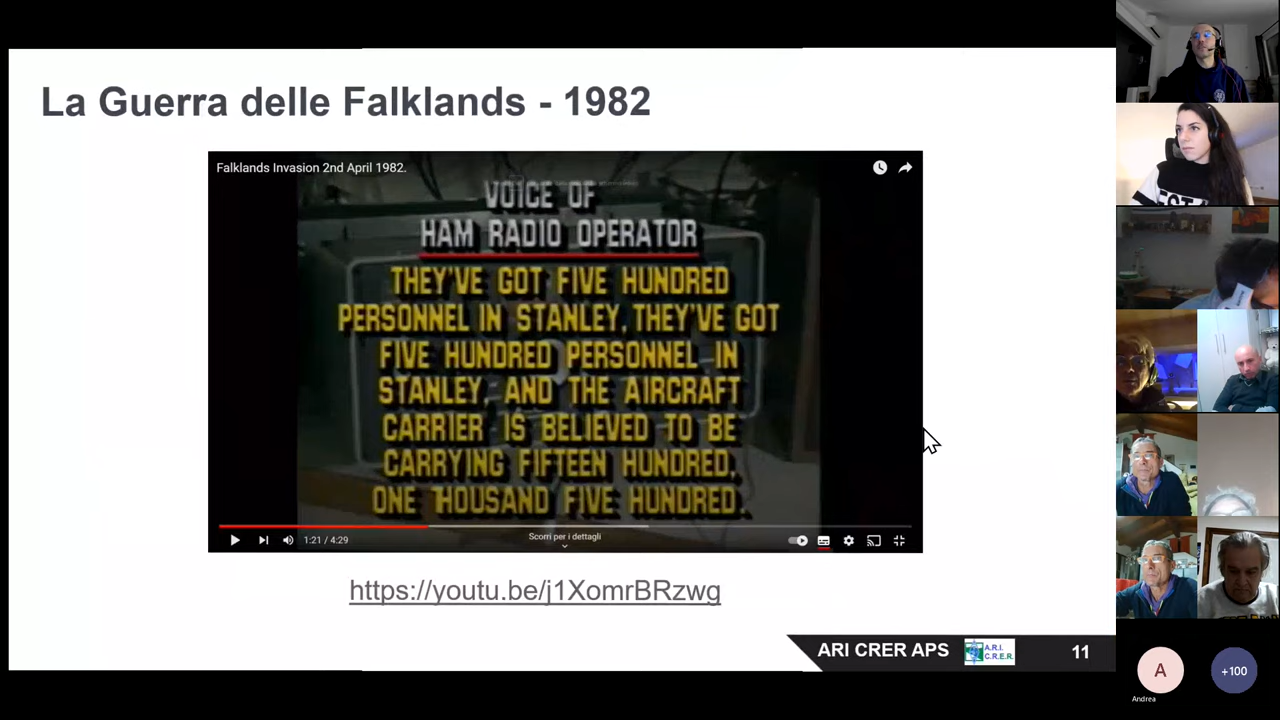 La Guerra delle Falklands - 1982
Falklands Invasion 2nd April 1982.
VOICE OF
HAM RADIO OPERATOR
THEY'VE GOT FIVE HUNDRED
PERSONNEL IN STANLEY, THEY'VE GOT
FIVE HUNDRED PERSONNEL IN
STANLEY, AND THE AIRCRAFT
CARRIER IS BELIEVED TO BE
CARRYING FIFTEEN HUNDRED,
ONE THOUSAND FIVE HUNDRED.
1:21 / 4:29
Scorri per i dettagli
https://youtu.be/j1XomrBRzwg
ARI CRER APS
A.R.I.
C.R.E.R.
11
A
+100
Andrea